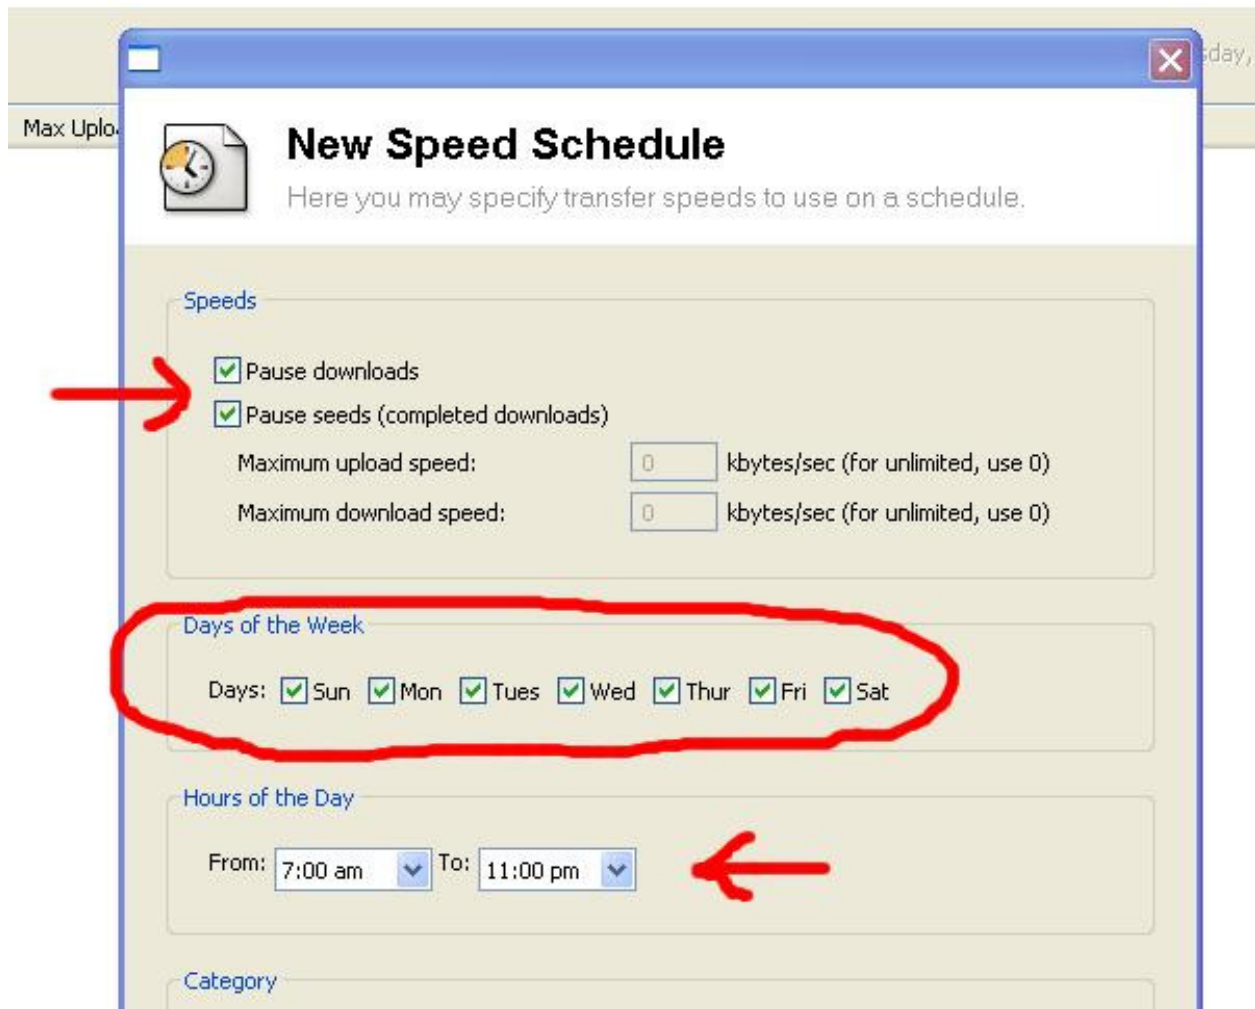 sday,
Max Uplo
New Speed Schedule
Here you may specify transfer speeds to use on a schedule.
Speeds
Pause downloads
Pause seeds (completed downloads)
Maximum upload speed: 0 kbytes/sec (for unlimited, use 0)
Maximum download speed: 0 kbytes/sec (for unlimited, use 0)
Days of the Week
Days: Sun Mon Tues Wed Thur Fri Sat
Hours of the Day
From: 7:00 am To: 11:00 pm
Category